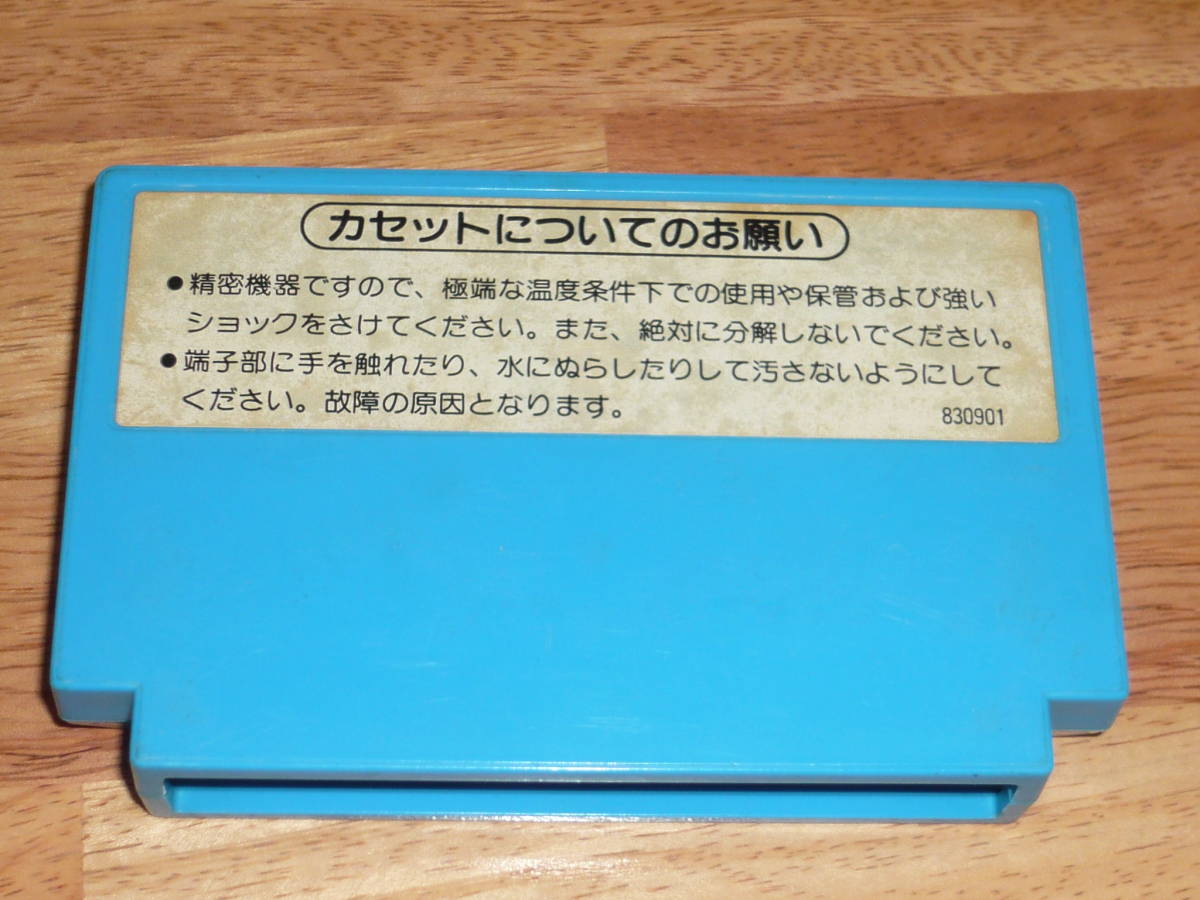 カセットについてのお願い
●精密機器ですので、極端な温度条件下での使用や保管および強い
ショックをさけてください。また、絶対に分解しないでください。
●端子部に手を触れたり、水にぬらしたりして汚さないようにして
ください。故障の原因となります。
830901